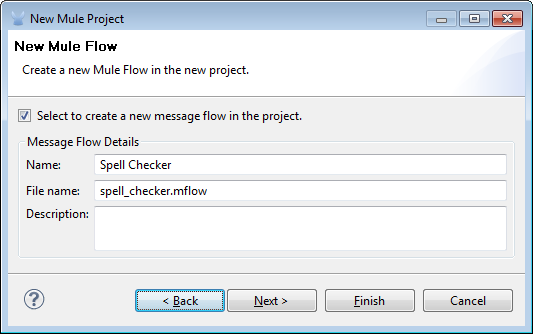 New Mule Project
New Mule Flow
Create a new Mule Flow in the new project.
Select to create a new message flow in the project.
Message Flow Details
Name: Spell Checker
File name: spell_checker.mflow
Description:
? < Back Next > Finish Cancel